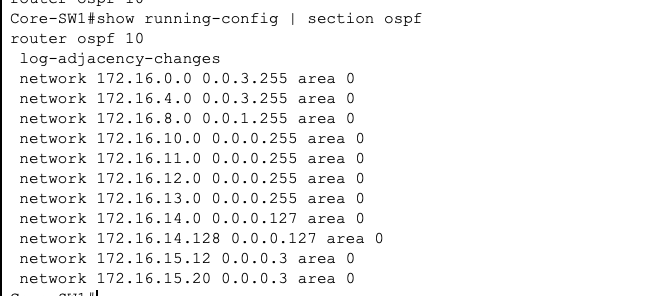 router ospf 10
Core-SW1#show running-config | section ospf
router ospf 10
log-adjacency-changes
network 172.16.0.0 0.0.3.255 area 0
network 172.16.4.0 0.0.3.255 area 0
network 172.16.8.0 0.0.1.255 area 0
network 172.16.10.0 0.0.0.255 area 0
network 172.16.11.0 0.0.0.255 area 0
network 172.16.12.0 0.0.0.255 area 0
network 172.16.13.0 0.0.0.255 area 0
network 172.16.14.0 0.0.0.127 area 0
network 172.16.14.128 0.0.0.127 area 0
network 172.16.15.12 0.0.0.3 area 0
network 172.16.15.20 0.0.0.3 area 0
Core-SW1#